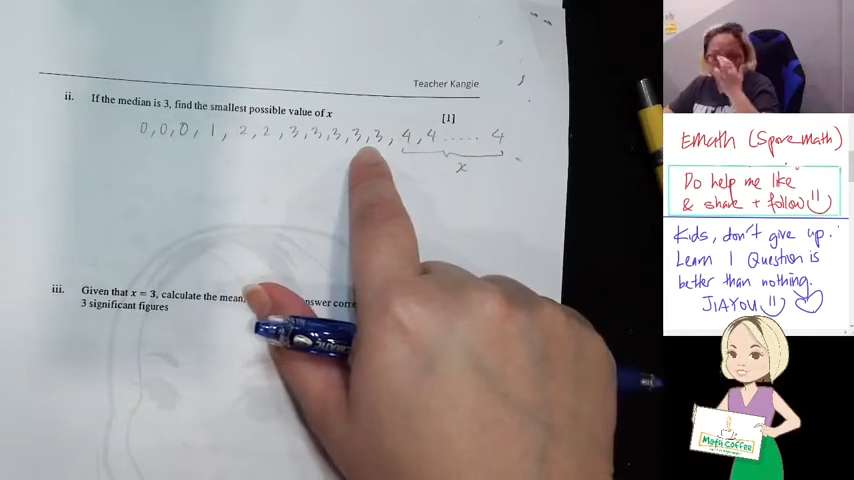 Teacher Kangie
ii. If the median is 3, find the smallest possible value of x
[1]
0, 0, 0, 1, 2, 2, 3, 3, 3, 3, 3, 4, 4 ..... 4
x
iii. Given that x = 3, calculate the mean, nswer corre
3 significant figures
Emath (Spore math)
Do help me like
& share + follow
Kids, don't give up.
Learn 1 Question is
better than nothing.
JIAYOU
Math Coffee